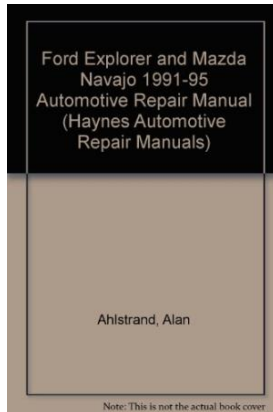 Ford Explorer and Mazda
Navajo 1991-95
Automotive Repair Manual
(Haynes Automotive
Repair Manuals)
Ahlstrand, Alan
Note: This is not the actual book cover